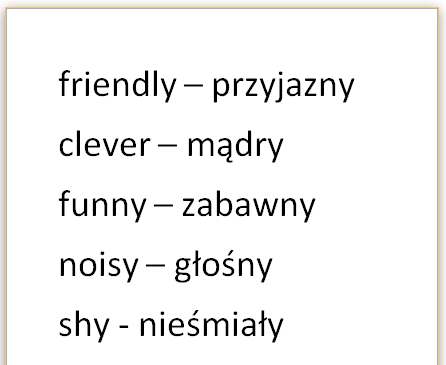 friendly – przyjazny
clever – mądry
funny – zabawny
noisy – głośny
shy - nieśmiały